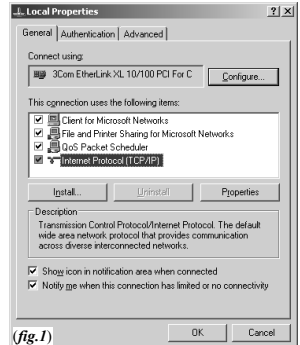 Local Properties
General Authentication Advanced
Connect using:
3Com EtherLink XL 10/100 PCI For C
Configure...
This connection uses the following items:
Client for Microsoft Networks
File and Printer Sharing for Microsoft Networks
QoS Packet Scheduler
Internet Protocol (TCP/IP)
Install... Uninstall Properties
Description
Transmission Control Protocol/Internet Protocol. The default
wide area network protocol that provides communication
across diverse interconnected networks.
Show icon in notification area when connected
Notify me when this connection has limited or no connectivity
(fig.1)
OK Cancel